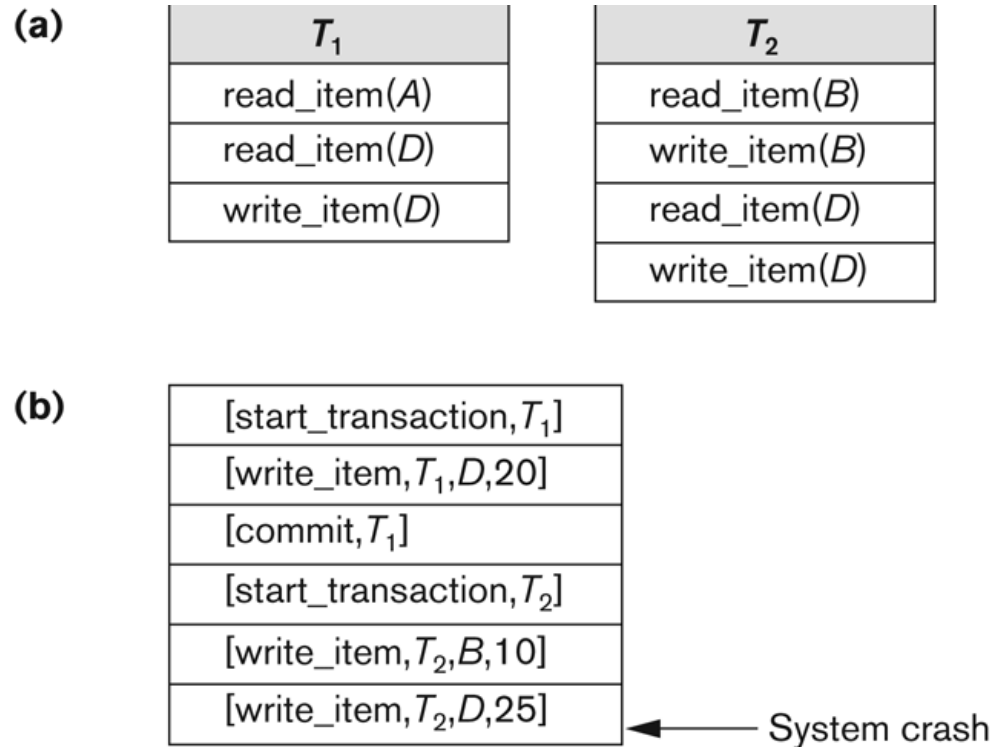 (a)
T₁
read_item(A)
read_item(D)
write_item(D)
T₂
read_item(B)
write_item(B)
read_item(D)
write_item(D)
(b)
[start_transaction,T₁]
[write_item,T₁,D,20]
[commit,T₁]
[start_transaction,T₂]
[write_item,T₂,B,10]
[write_item,T₂,D,25]
System crash